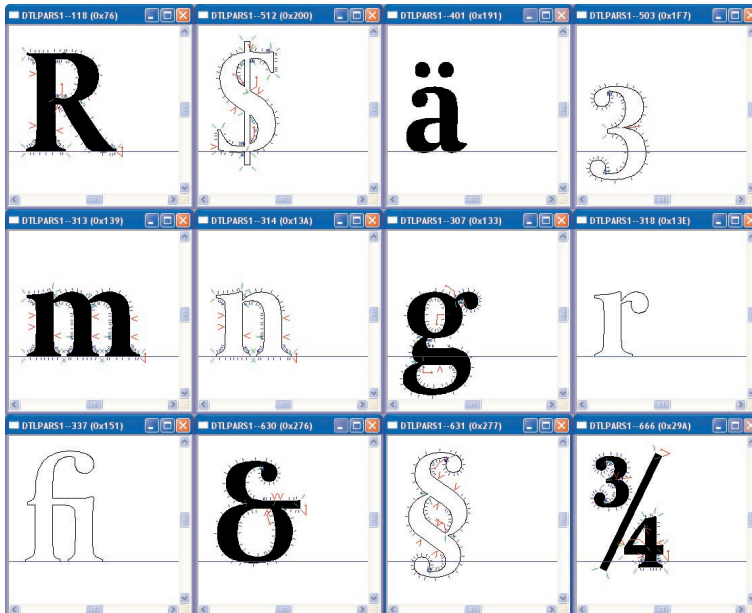 DTLPARS1--118 (0x76)
R
DTLPARS1--512 (0x200)
$
DTLPARS1--401 (0x191)
ä
DTLPARS1--503 (0x1F7)
3
DTLPARS1--313 (0x139)
m
DTLPARS1--314 (0x13A)
n
DTLPARS1--307 (0x133)
g
DTLPARS1--318 (0x13E)
r
DTLPARS1--337 (0x151)
fi
DTLPARS1--630 (0x276)
&
DTLPARS1--631 (0x277)
§
DTLPARS1--666 (0x29A)
¾